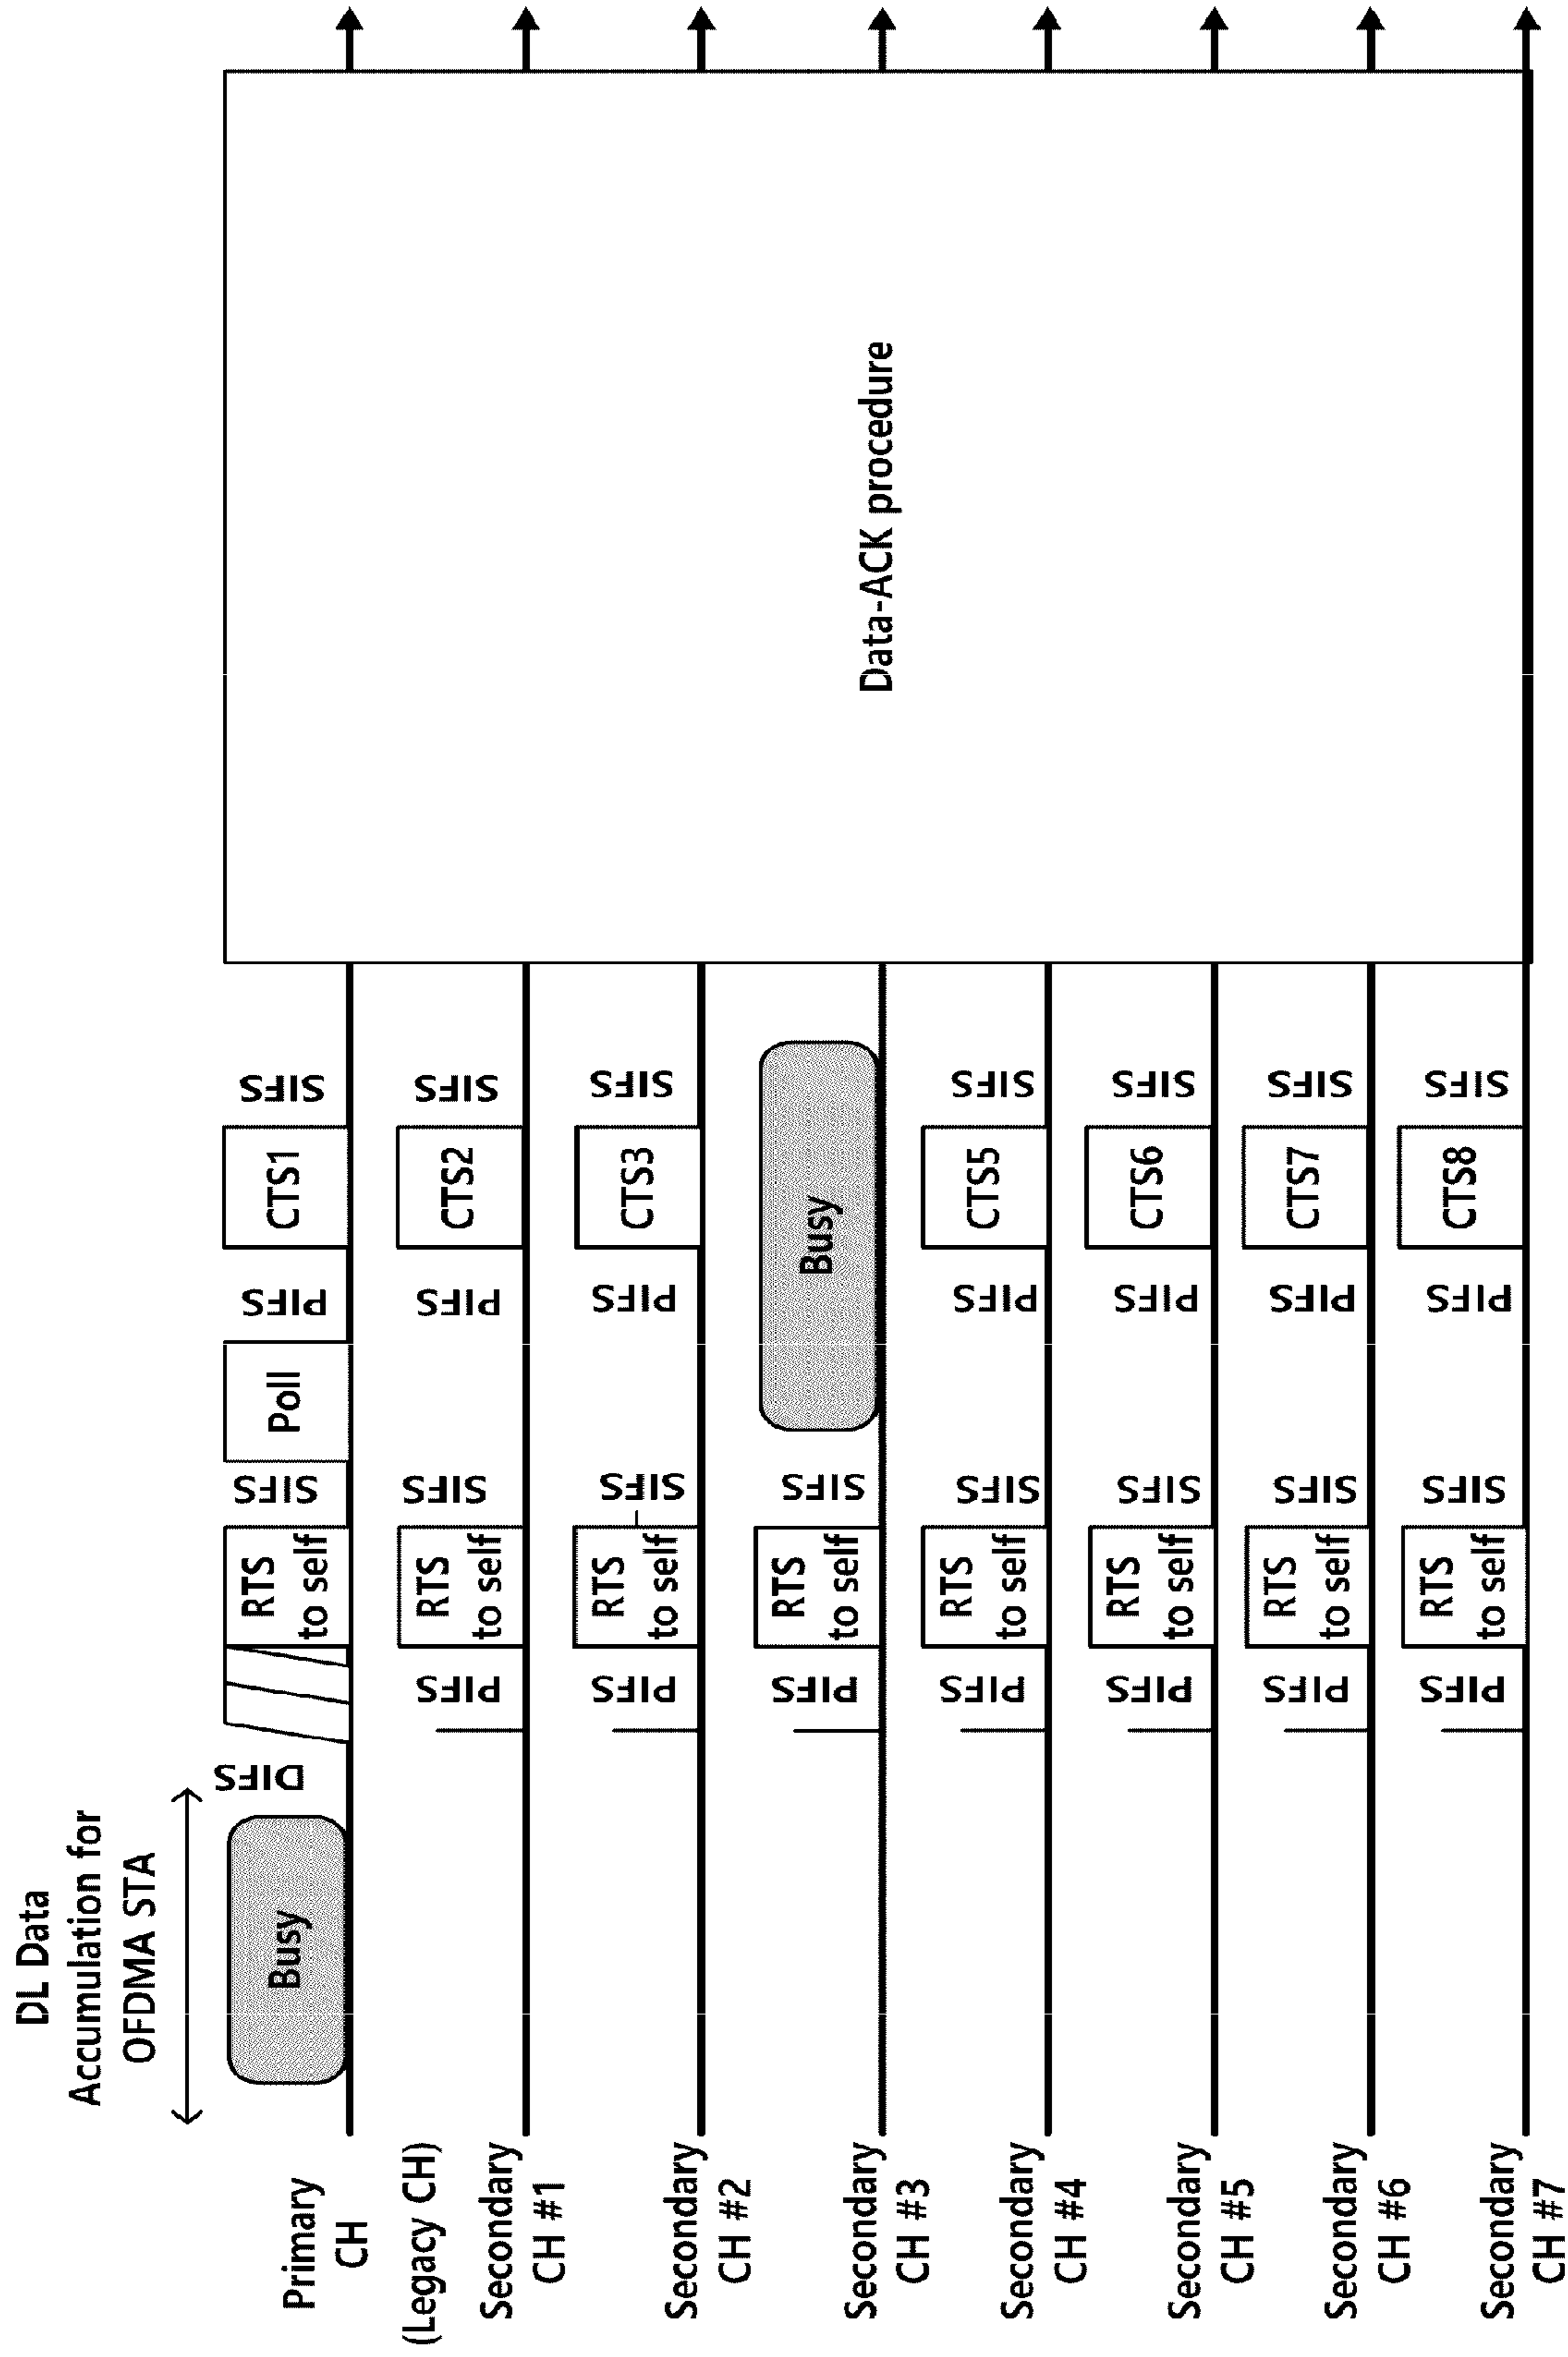 DL Data
Accumulation for
OFDMA STA
Primary
CH
Busy
DIFS
RTS
to self
SIFS
Poll
PIFS
CTS1
SIFS
(Legacy CH)
Secondary
CH #1
PIFS
RTS
to self
SIFS
PIFS
CTS2
SIFS
Secondary
CH #2
PIFS
RTS
to self
SIFS
PIFS
CTS3
SIFS
Secondary
CH #3
PIFS
RTS
to self
SIFS
Busy
Data-ACK procedure
Secondary
CH #4
PIFS
RTS
to self
SIFS
PIFS
CTS5
SIFS
Secondary
CH #5
PIFS
RTS
to self
SIFS
PIFS
CTS6
SIFS
Secondary
CH #6
PIFS
RTS
to self
SIFS
PIFS
CTS7
SIFS
Secondary
CH #7
PIFS
RTS
to self
SIFS
PIFS
CTS8
SIFS